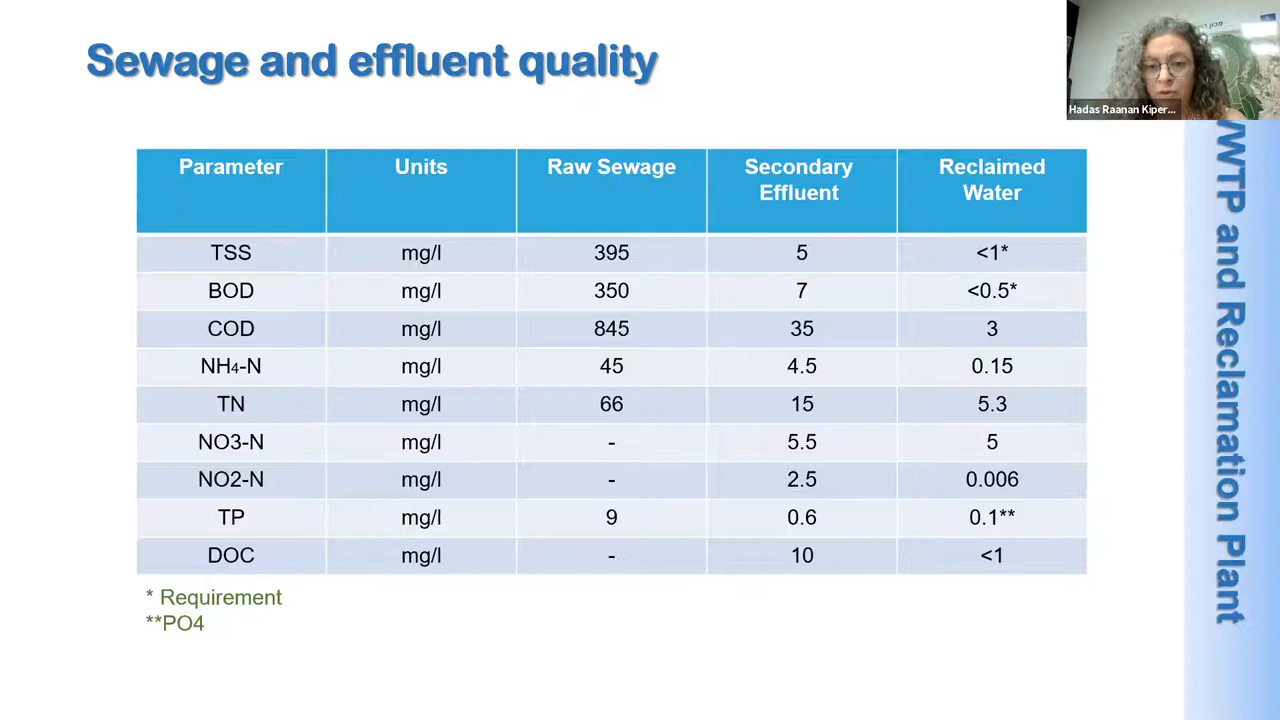 Sewage and effluent quality
Hadas Raanan Kiper...
Parameter Units Raw Sewage Secondary Effluent Reclaimed Water
TSS mg/l 395 5 <1*
BOD mg/l 350 7 <0.5*
COD mg/l 845 35 3
NH4-N mg/l 45 4.5 0.15
TN mg/l 66 15 5.3
NO3-N mg/l - 5.5 5
NO2-N mg/l - 2.5 0.006
TP mg/l 9 0.6 0.1**
DOC mg/l - 10 <1
* Requirement
**PO4
WTP and Reclamation Plant